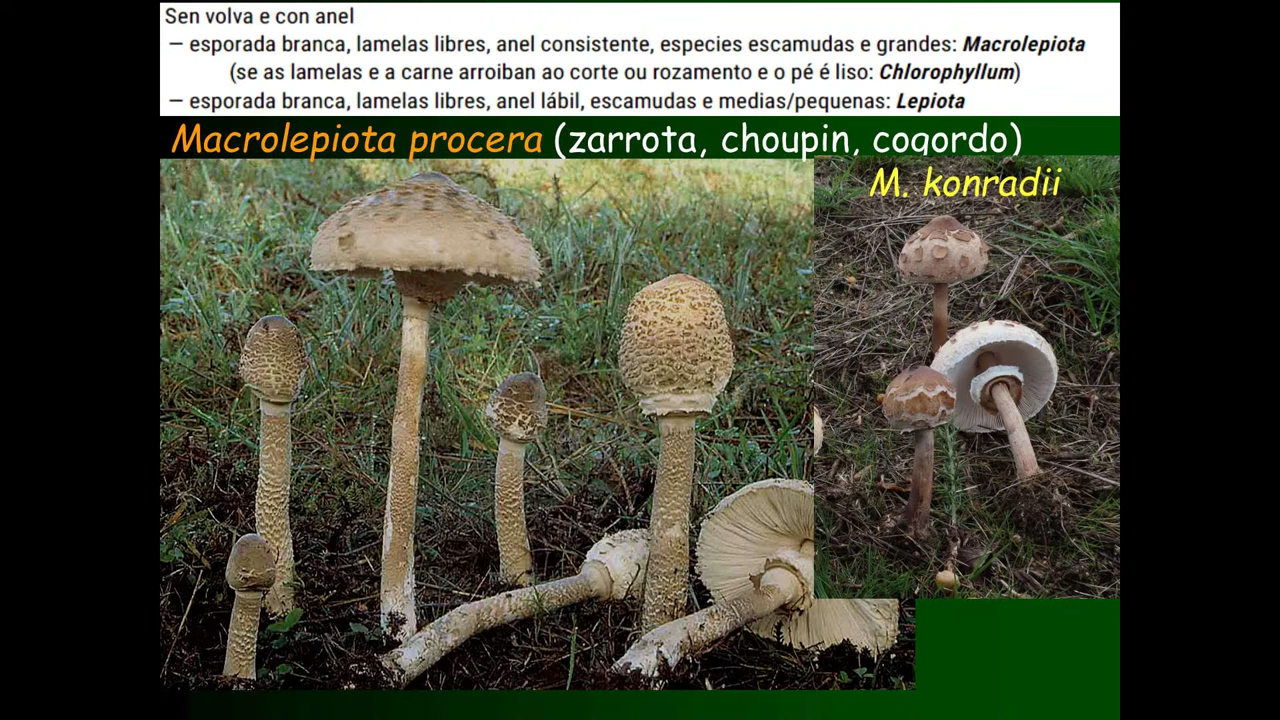 Sen volva e con anel
— esporada branca, lamelas libres, anel consistente, especies escamudas e grandes: Macrolepiota
(se as lamelas e a carne arroiban ao corte ou rozamento e o pé é liso: Chlorophyllum)
— esporada branca, lamelas libres, anel lábil, escamudas e medias/pequenas: Lepiota
Macrolepiota procera (zarrota, choupin, cogordo)
M. konradii